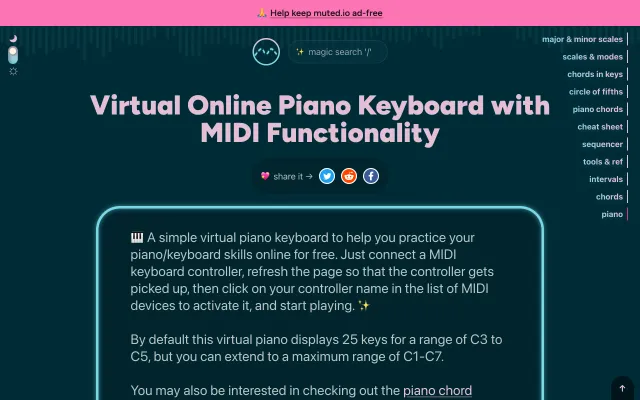 🙏 Help keep muted.io ad-free
✨ magic search '/'
major & minor scales
scales & modes
chords in keys
circle of fifths
piano chords
cheat sheet
sequencer
tools & ref
intervals
chords
piano
Virtual Online Piano Keyboard with
MIDI Functionality
💖 share it →
🎹 A simple virtual piano keyboard to help you practice your
piano/keyboard skills online for free. Just connect a MIDI
keyboard controller, refresh the page so that the controller gets
picked up, then click on your controller name in the list of MIDI
devices to activate it, and start playing. ✨
By default this virtual piano displays 25 keys for a range of C3 to
C5, but you can extend to a maximum range of C1-C7.
You may also be interested in checking out the piano chord